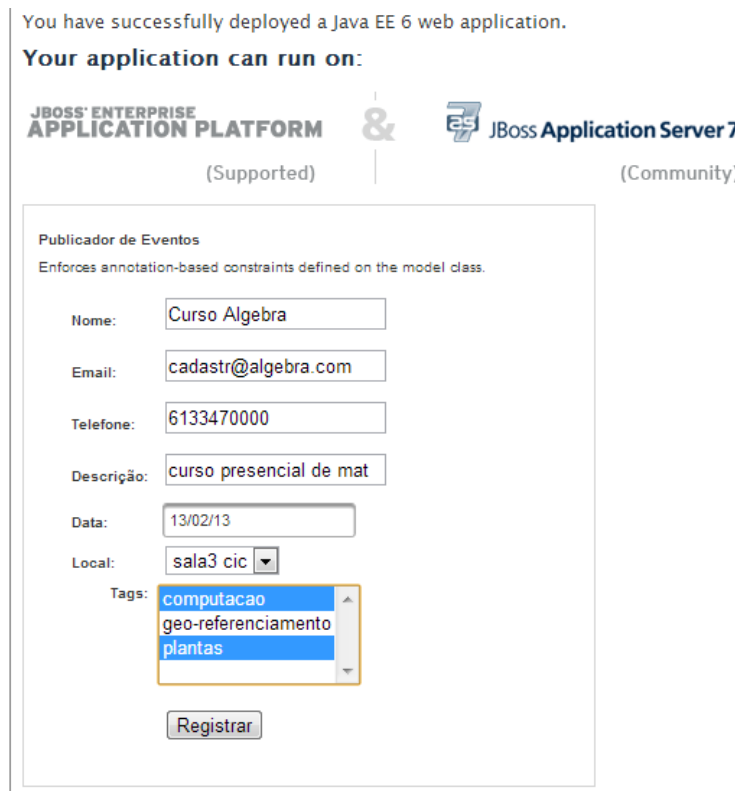 You have successfully deployed a Java EE 6 web application.
Your application can run on:
JBOSS® ENTERPRISE
APPLICATION PLATFORM
&
as 7 JBoss Application Server 7
(Supported)
(Community)
Publicador de Eventos
Enforces annotation-based constraints defined on the model class.
Nome: Curso Algebra
Email: cadastr@algebra.com
Telefone: 6133470000
Descrição: curso presencial de mat
Data: 13/02/13
Local: sala3 cic
Tags: computacao
geo-referenciamento
plantas
Registrar